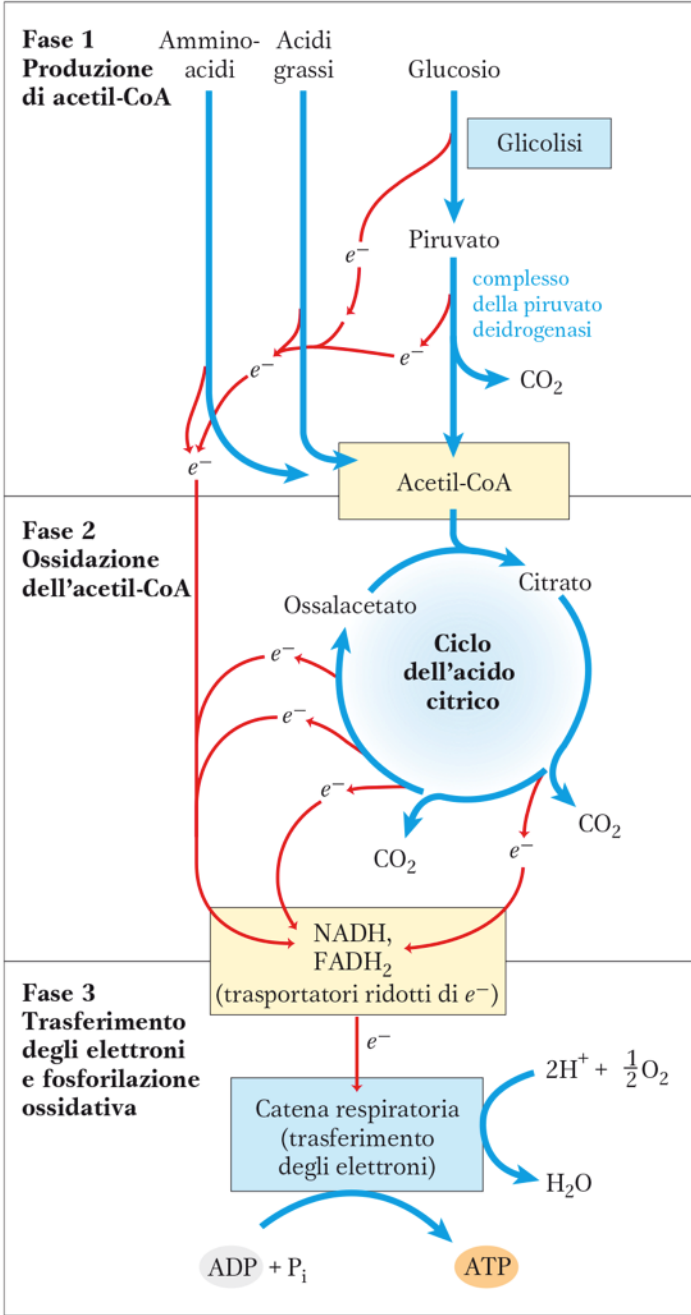 Fase 1
Produzione
di acetil-CoA
Ammino-
acidi
Acidi
grassi
Glucosio
Glicolisi
Piruvato
e⁻
complesso
della piruvato
deidrogenasi
e⁻
e⁻
CO₂
e⁻
Acetil-CoA
Fase 2
Ossidazione
dell'acetil-CoA
Ossalacetato
Citrato
Ciclo
dell'acido
citrico
e⁻
e⁻
e⁻
CO₂
e⁻
CO₂
NADH,
FADH₂
(trasportatori ridotti di e⁻)
Fase 3
Trasferimento
degli elettroni
e fosforilazione
ossidativa
e⁻
2H⁺ + ½O₂
Catena respiratoria
(trasferimento
degli elettroni)
H₂O
ADP + Pᵢ
ATP